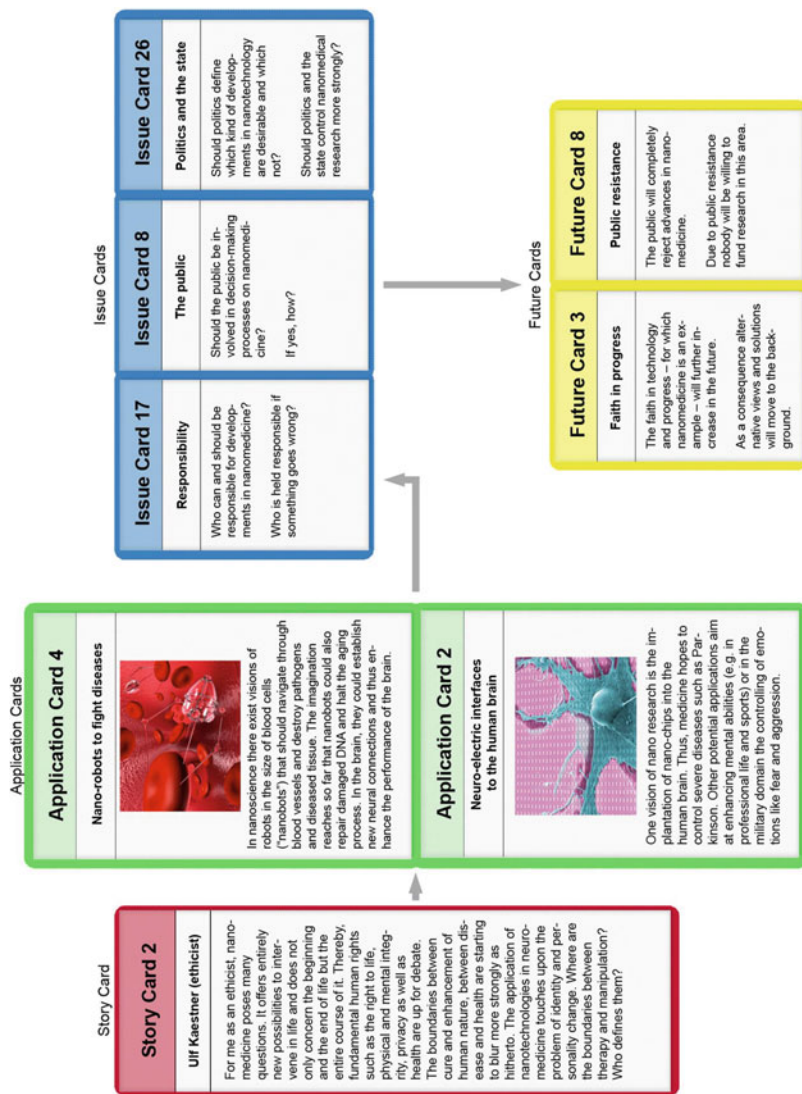 Story Card
Story Card 2
Ulf Kaestner (ethicist)
For me as an ethicist, nano-
medicine poses many
questions. It offers entirely
new possibilities to inter-
vene in life and does not
only concern the beginning
and the end of life but the
entire course of it. Thereby,
fundamental human rights
such as the right to life,
physical and mental integ-
rity, privacy as well as
health are up for debate.
The boundaries between
cure and enhancement of
human nature, between dis-
ease and health are starting
to blur more strongly as
hitherto. The application of
nanotechnologies in neuro-
medicine touches upon the
problem of identity and per-
sonality change. Where are
the boundaries between
therapy and manipulation?
Who defines them?
Application Cards
Application Card 4
Nano-robots to fight diseases
In nanoscience there exist visions of
robots in the size of blood cells
("nanobots") that should navigate through
blood vessels and destroy pathogens
and diseased tissue. The imagination
reaches so far that nanobots could also
repair damaged DNA and halt the aging
process. In the brain, they could establish
new neural connections and thus en-
hance the performance of the brain.
Application Card 2
Neuro-electric interfaces
to the human brain
One vision of nano research is the im-
plantation of nano-chips into the
human brain. Thus, medicine hopes to
control severe diseases such as Par-
kinson. Other potential applications aim
at enhancing mental abilities (e.g. in
professional life and sports) or in the
military domain the controlling of emo-
tions like fear and aggression.
Issue Cards
Issue Card 17
Responsibility
Who can and should be
responsible for develop-
ments in nanomedicine?
Who is held responsible if
something goes wrong?
Issue Card 8
The public
Should the public be in-
volved in decision-making
processes on nanomedi-
cine?
If yes, how?
Issue Card 26
Politics and the state
Should politics define
which kind of develop-
ments in nanotechnology
are desirable and which
not?
Should politics and the
state control nanomedical
research more strongly?
Future Cards
Future Card 3
Faith in progress
The faith in technology
and progress – for which
nanomedicine is an ex-
ample – will further in-
crease in the future.
As a consequence alter-
native views and solutions
will move to the back-
ground.
Future Card 8
Public resistance
The public will completely
reject advances in nano-
medicine.
Due to public resistance
nobody will be willing to
fund research in this area.